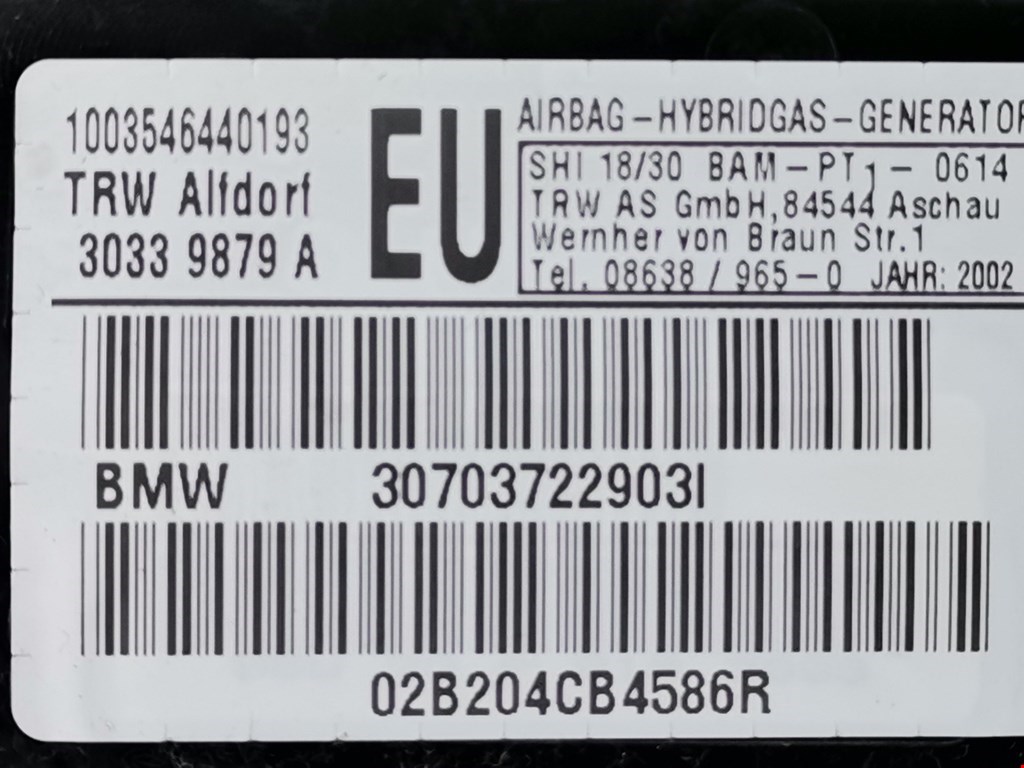 1003546440193
TRW Alfdorf
3033 9879 A
EU
AIRBAG-HYBRIDGAS-GENERATOR
SHI 18/30 BAM-PT1- 0614
TRW AS GmbH, 84544 Aschau
Wernher von Braun Str.1
Tel. 08638 / 965-0 JAHR: 2002
BMW 30703722903I
02B204CB4586R